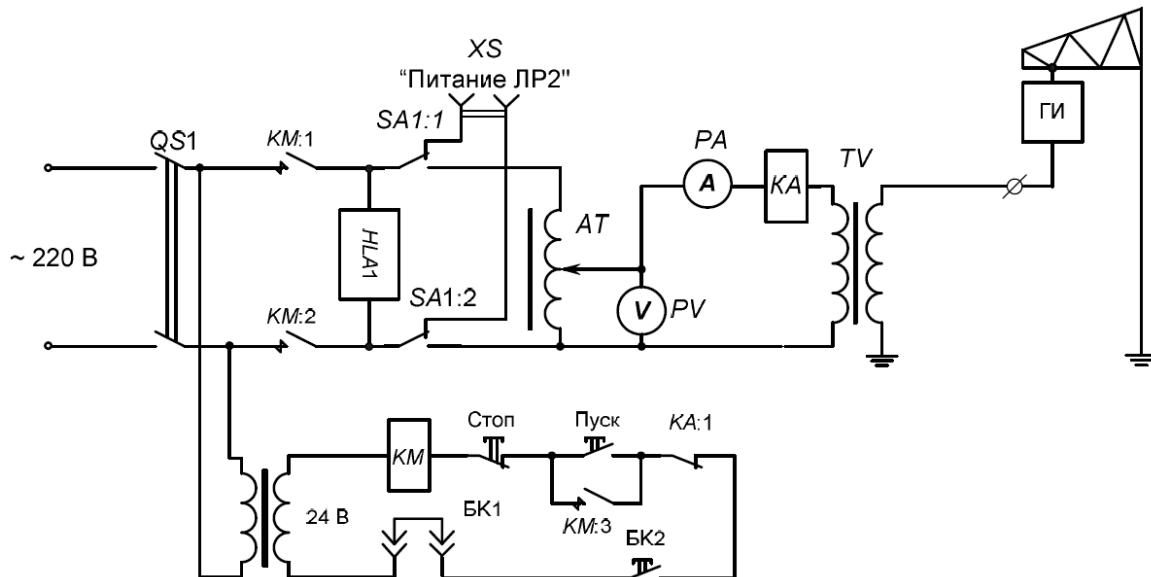 XS
“Питание ЛР2"
ГИ
QS1
KM:1
SA1:1
PA
KA
TV
A
AT
~ 220 В
HLA1
SA1:2
PV
V
KM:2
Стоп
Пуск
KA:1
KM
24 В
БК1
KM:3
БК2